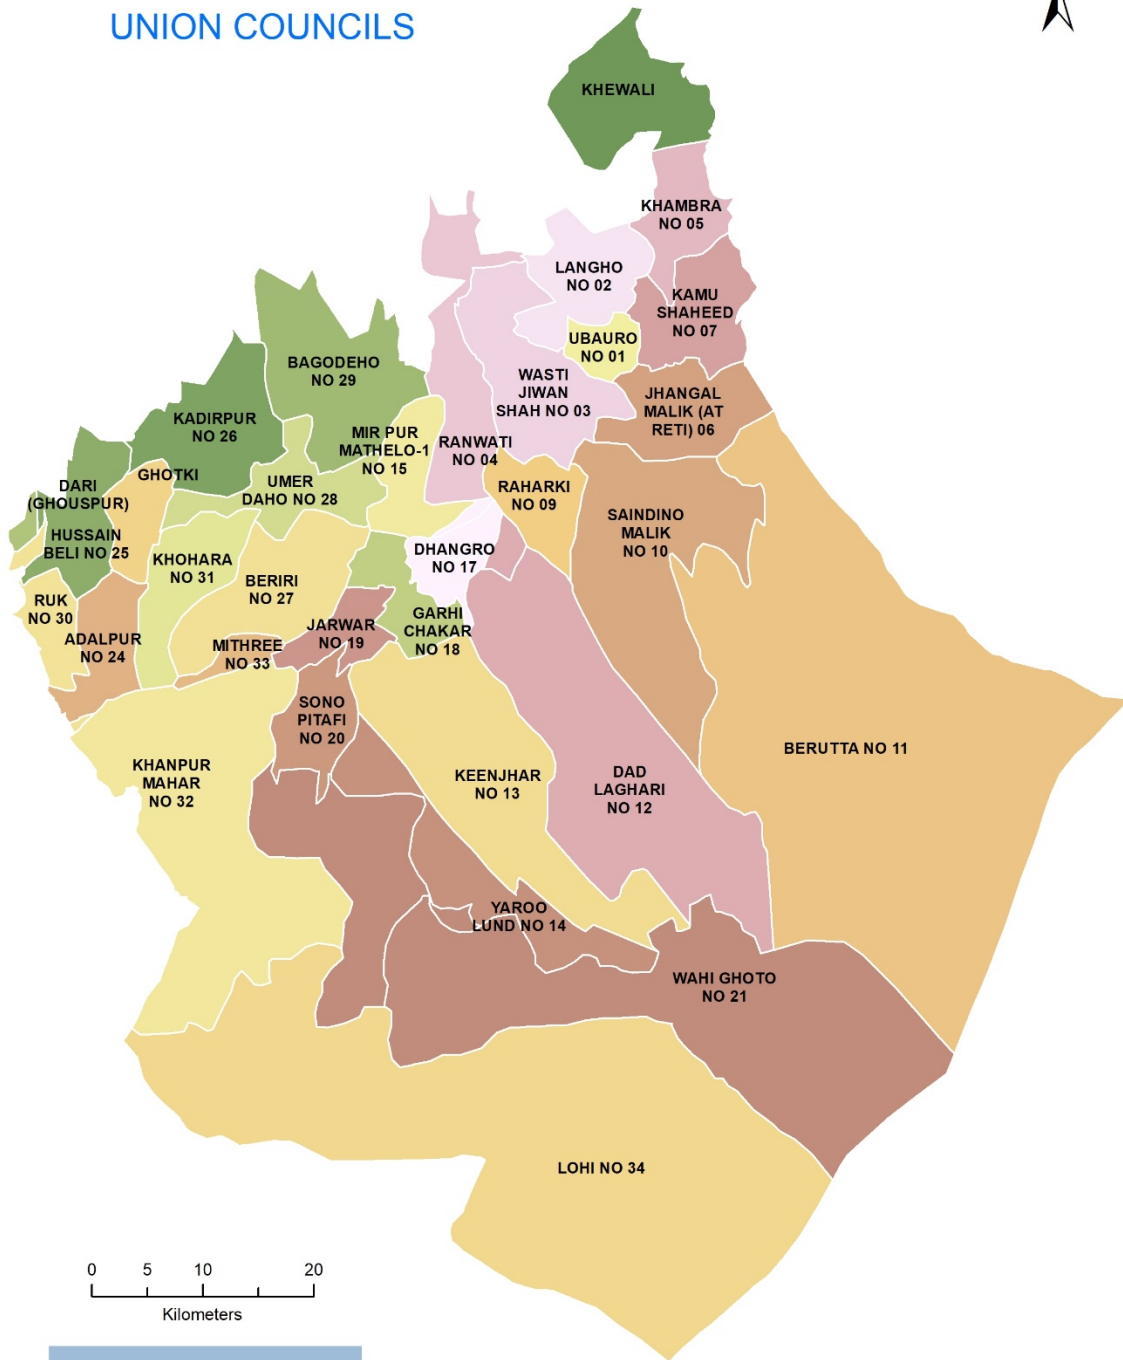 UNION COUNCILS
KHEWALI
KHAMBRA
NO 05
LANGHO
NO 02
KAMU
SHAHEED
NO 07
UBAURO
NO 01
BAGODEHO
NO 29
WASTI
JIWAN
SHAH NO 03
JHANGAL
MALIK (AT
RETI) 06
KADIRPUR
NO 26
MIR PUR
MATHELO-1
NO 15
RANWATI
NO 04
GHOTKI
DARI
(GHOUSPUR)
UMER
DAHO NO 28
RAHARKI
NO 09
SAINDINO
MALIK
NO 10
HUSSAIN
BELI NO 25
KHOHARA
NO 31
DHANGRO
NO 17
BERIRI
NO 27
RUK
NO 30
GARHI
CHAKAR
NO 18
JARWAR
NO 19
ADALPUR
NO 24
MITHREE
NO 33
SONO
PITAFI
NO 20
BERUTTA NO 11
KHANPUR
MAHAR
NO 32
KEENJHAR
NO 13
DAD
LAGHARI
NO 12
YAROO
LUND NO 14
WAHI GHOTO
NO 21
LOHI NO 34
0 5 10 20
Kilometers